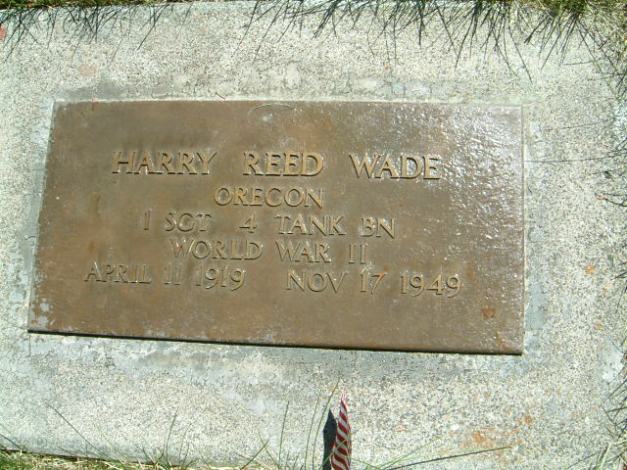 HARRY REED WADE
OREGON
1 SGT 4 TANK BN
WORLD WAR II
APRIL 11 1919 NOV 17 1949